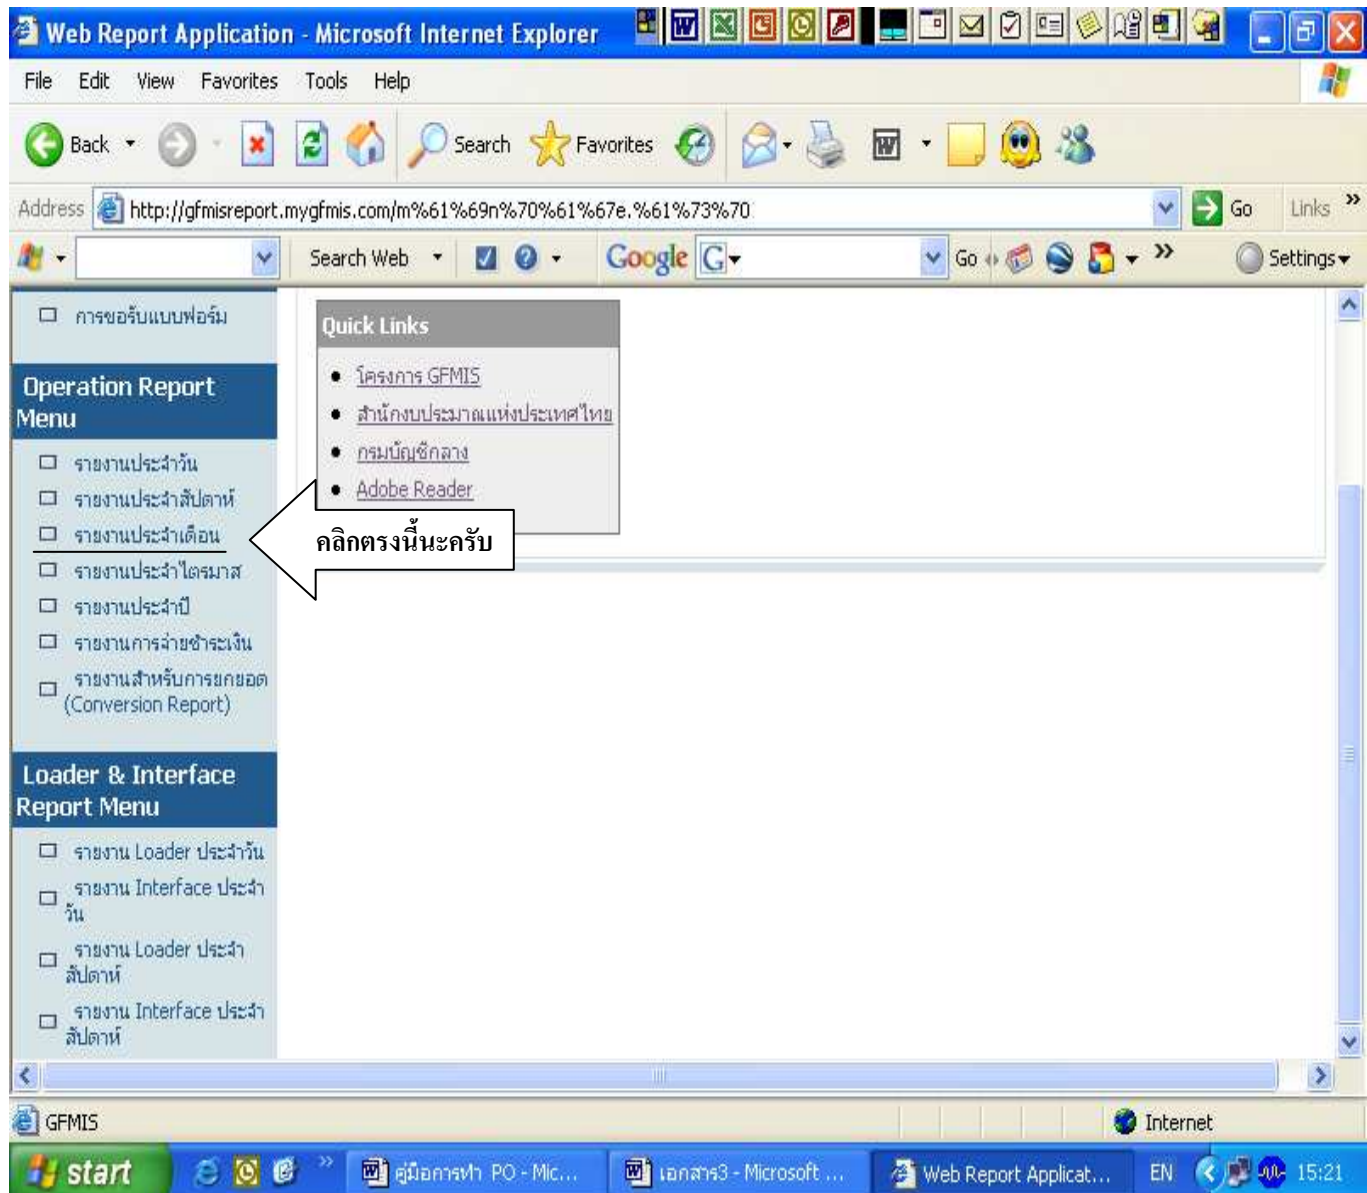 Web Report Application - Microsoft Internet Explorer
File Edit View Favorites Tools Help
Back Search Favorites
Address http://gfmisreport.mygfmis.com/m%61%69n%70%61%67e.%61%73%70 Go Links »
Search Web Google G Go » Settings
การขอรับแบบฟอร์ม
Quick Links
โครงการ GFMIS
สำนักงบประมาณแห่งประเทศไทย
กรมบัญชีกลาง
Adobe Reader
Operation Report
Menu
รายงานประจำวัน
รายงานประจำสัปดาห์
รายงานประจำเดือน
คลิกตรงนี้นะครับ
รายงานประจำไตรมาส
รายงานประจำปี
รายงานการจ่ายชำระเงิน
รายงานสำหรับการยกยอด
(Conversion Report)
Loader & Interface
Report Menu
รายงาน Loader ประจำวัน
รายงาน Interface ประจำ
วัน
รายงาน Loader ประจำ
สัปดาห์
รายงาน Interface ประจำ
สัปดาห์
GFMIS Internet
start » คู่มือการทำ PO - Mic... เอกสาร3 - Microsoft ... Web Report Applicat... EN 15:21